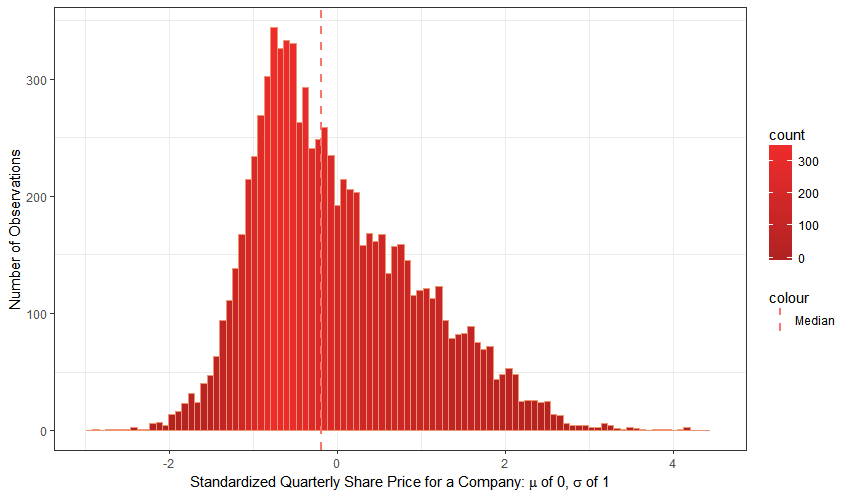 Number of Observations
300
200
100
0
-2
0
2
4
Standardized Quarterly Share Price for a Company: μ of 0, σ of 1
count
300
200
100
0
colour
Median